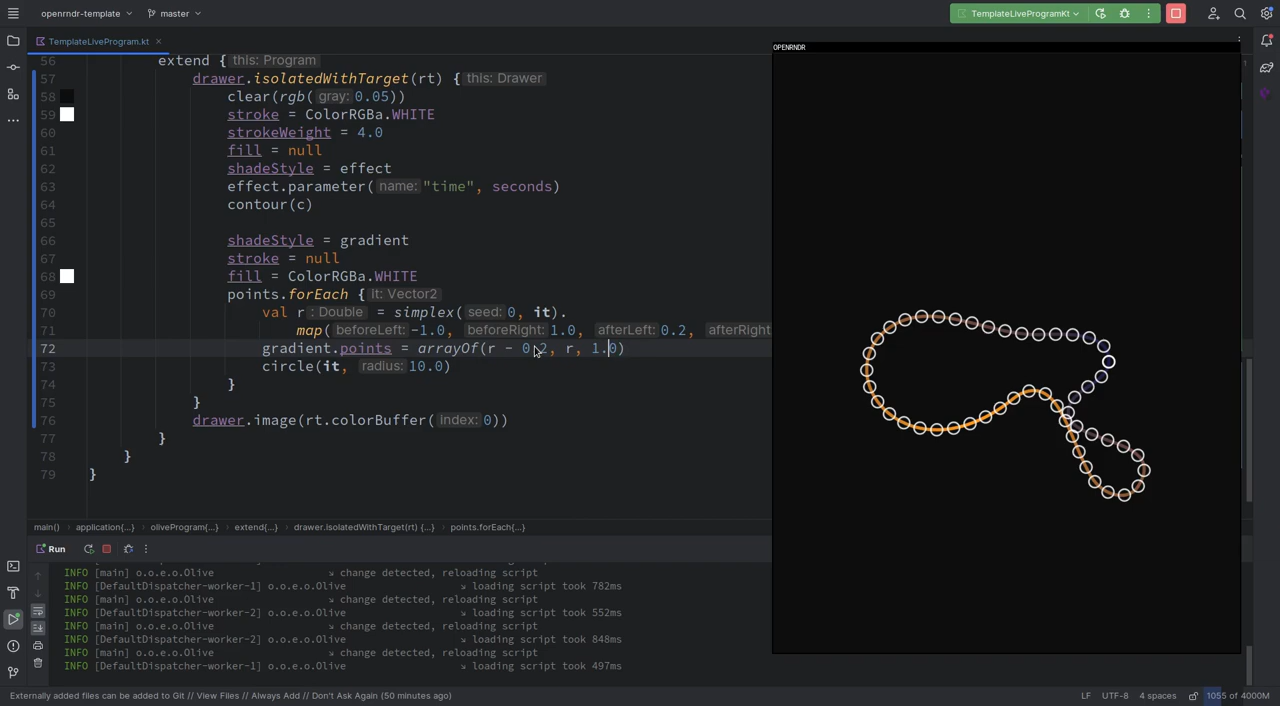 openrndr-template
master
TemplateLiveProgramKt
TemplateLiveProgram.kt
OPENRNDR
56 extend { this: Program
57 drawer.isolatedWithTarget(rt) { this: Drawer
58 clear(rgb( gray: 0.05))
59 stroke = ColorRGBa.WHITE
60 strokeWeight = 4.0
61 fill = null
62 shadeStyle = effect
63 effect.parameter( name: "time", seconds)
64 contour(c)
65
66 shadeStyle = gradient
67 stroke = null
68 fill = ColorRGBa.WHITE
69 points.forEach { it: Vector2
70 val r : Double = simplex( seed: 0, it).
71 map( beforeLeft: -1.0, beforeRight: 1.0, afterLeft: 0.2, afterRight
72 gradient.points = arrayOf(r - 0.2, r, 1.0)
73 circle(it, radius: 10.0)
74 }
75 }
76 drawer.image(rt.colorBuffer( index: 0))
77 }
78 }
79 }
main() application{...} oliveProgram{...} extend{...} drawer.isolatedWithTarget(rt) {...} points.forEach{...}
Run
INFO [main] o.o.e.o.Olive ↘ change detected, reloading script
INFO [DefaultDispatcher-worker-1] o.o.e.o.Olive ↘ loading script took 782ms
INFO [main] o.o.e.o.Olive ↘ change detected, reloading script
INFO [DefaultDispatcher-worker-2] o.o.e.o.Olive ↘ loading script took 552ms
INFO [main] o.o.e.o.Olive ↘ change detected, reloading script
INFO [DefaultDispatcher-worker-2] o.o.e.o.Olive ↘ loading script took 848ms
INFO [main] o.o.e.o.Olive ↘ change detected, reloading script
INFO [DefaultDispatcher-worker-1] o.o.e.o.Olive ↘ loading script took 497ms
Externally added files can be added to Git // View Files // Always Add // Don't Ask Again (50 minutes ago)
LF UTF-8 4 spaces 1055 of 4000M